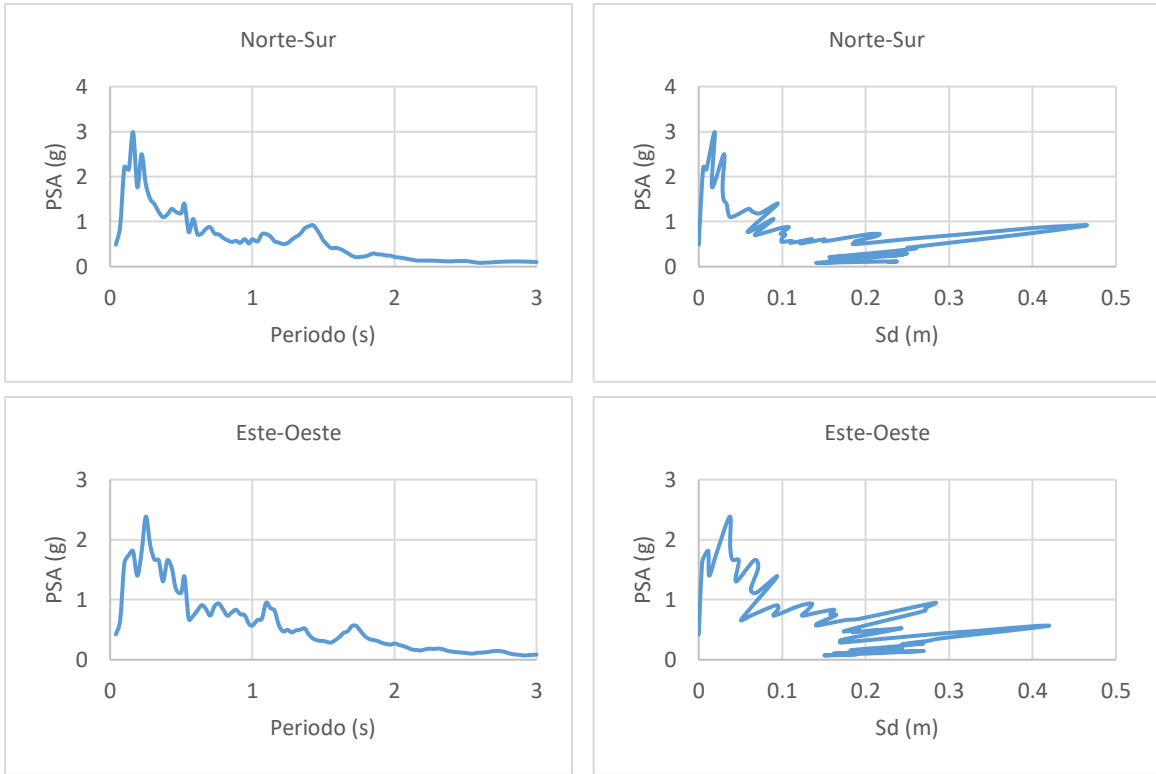 Norte-Sur
4
3
2
1
0
PSA (g)
0 1 2 3
Periodo (s)
Norte-Sur
4
3
2
1
0
PSA (g)
0 0.1 0.2 0.3 0.4 0.5
Sd (m)
Este-Oeste
3
2
1
0
PSA (g)
0 1 2 3
Periodo (s)
Este-Oeste
3
2
1
0
PSA (g)
0 0.1 0.2 0.3 0.4 0.5
Sd (m)